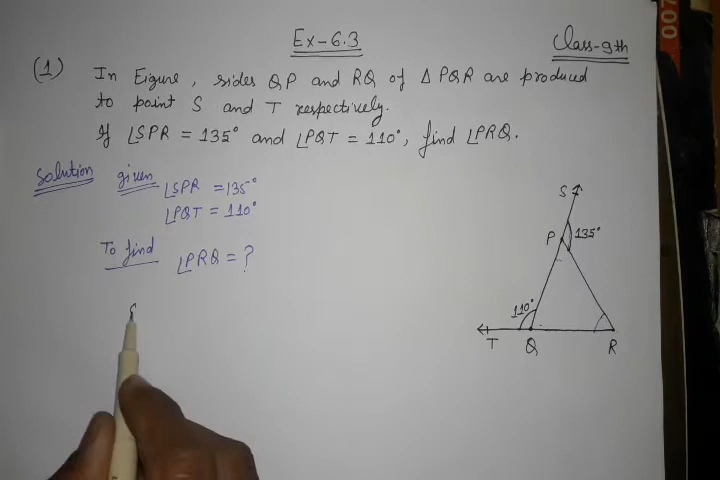 Ex-6.3
Class-9th
(1) In Figure, sides QP and RQ of Δ PQR are produced
to point S and T respectively.
If ∠SPR = 135° and ∠PQT = 110°, find ∠PRQ.
Solution given ∠SPR = 135°
∠PQT = 110°
To find ∠PRQ = ?
S
P 135°
110°
T Q R
007